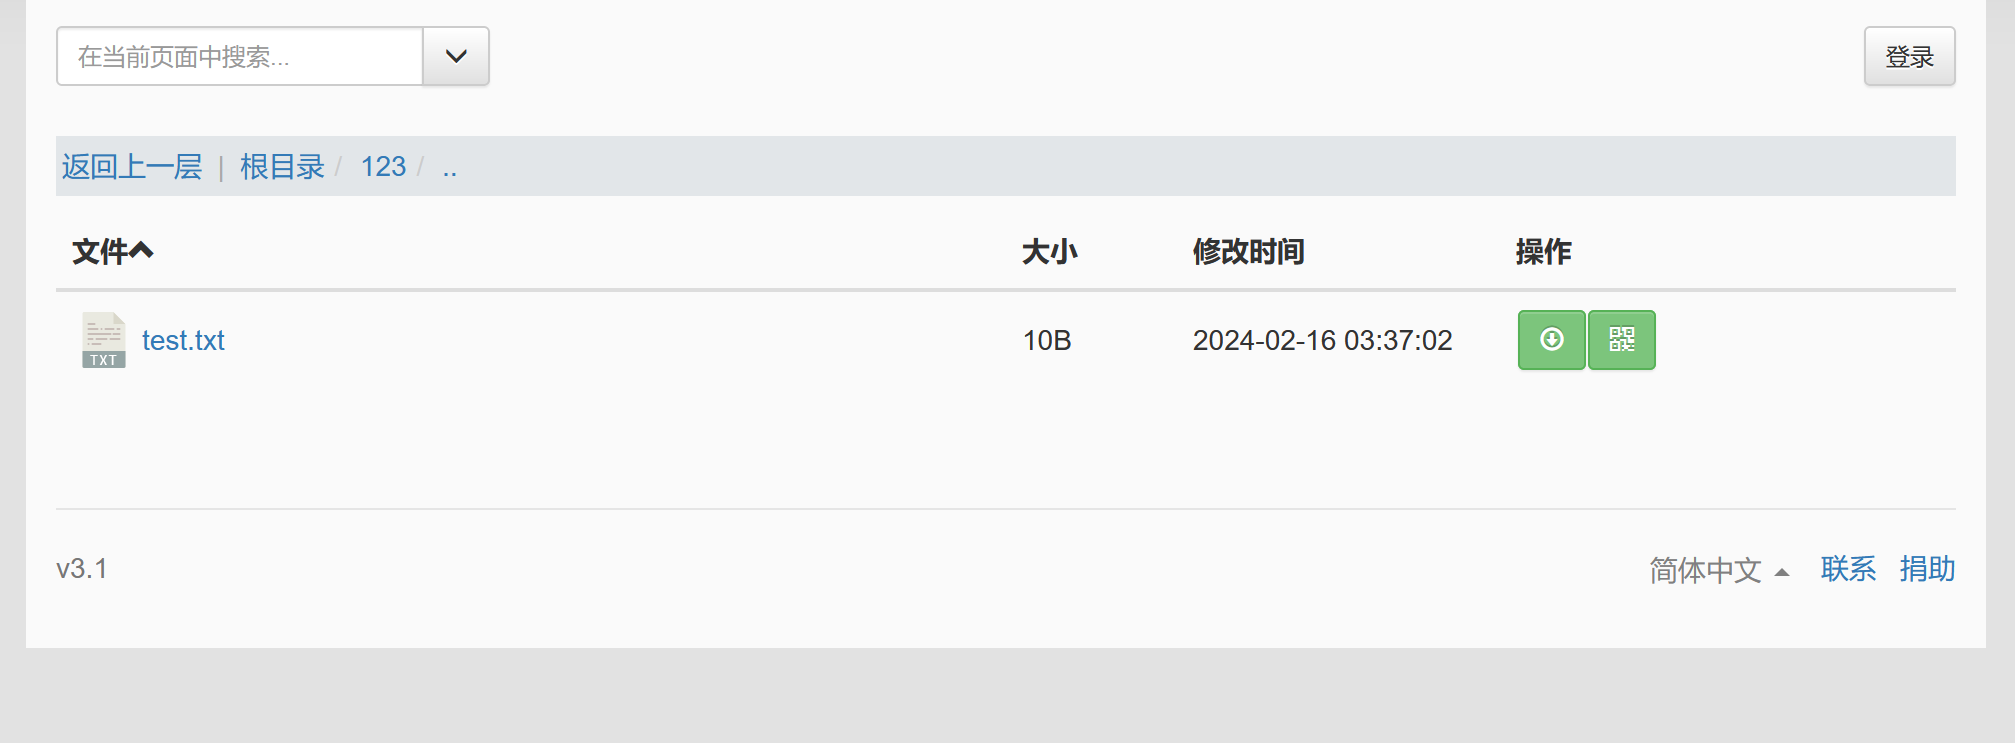 在当前页面中搜索...
登录
返回上一层 | 根目录 / 123 / ..
文件 大小 修改时间 操作
TXT test.txt 10B 2024-02-16 03:37:02
v3.1 简体中文 联系 捐助